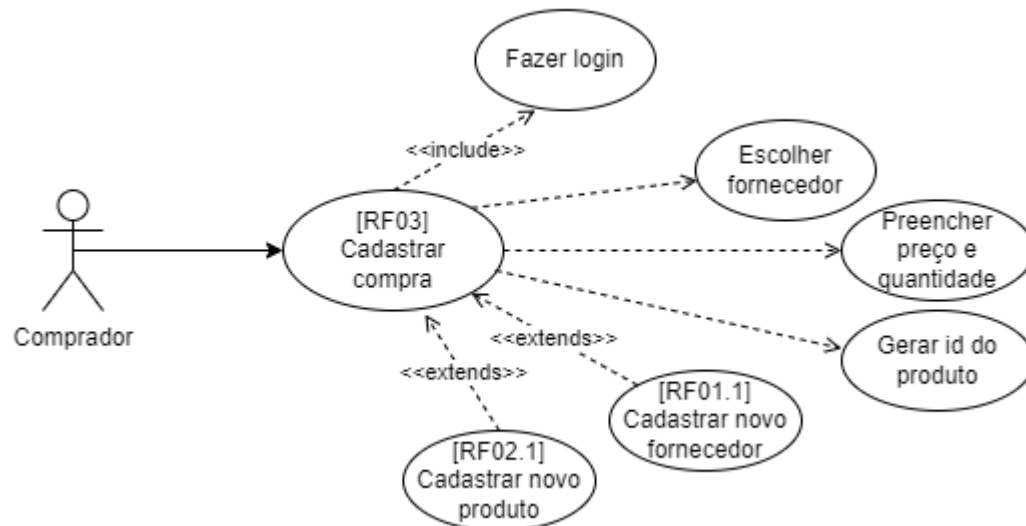 Fazer login
<<include>>
Escolher
fornecedor
[RF03]
Cadastrar
compra
Preencher
preço e
quantidade
Comprador
<<extends>>
Gerar id do
produto
<<extends>>
[RF01.1]
Cadastrar novo
fornecedor
[RF02.1]
Cadastrar novo
produto